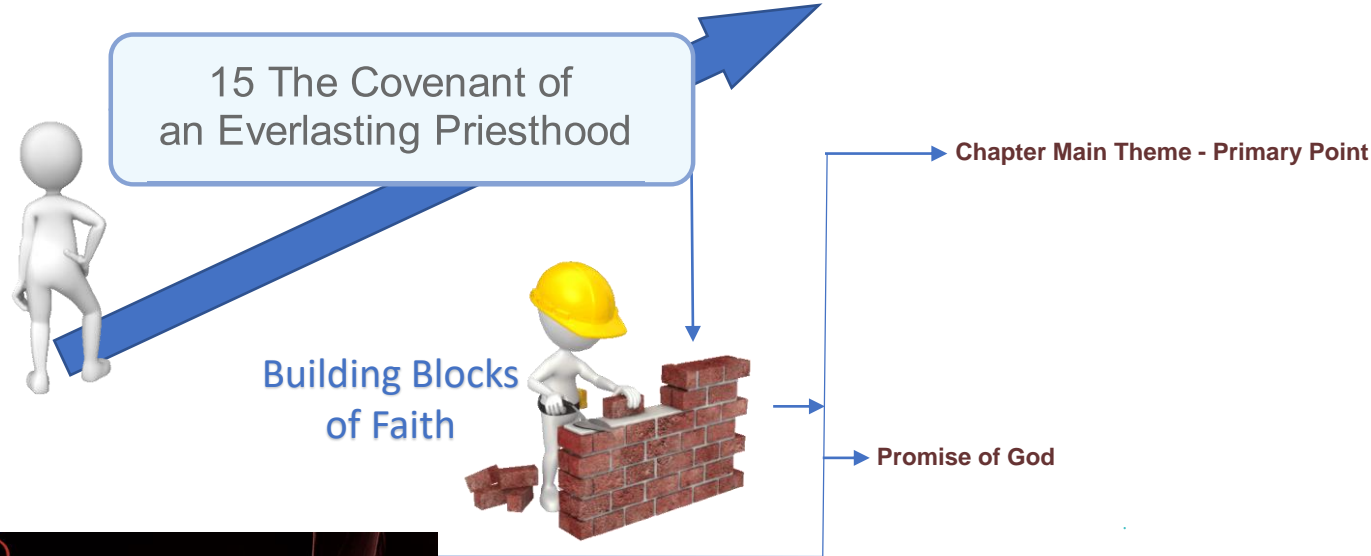 15 The Covenant of
an Everlasting Priesthood
Chapter Main Theme - Primary Point
Building Blocks
of Faith
Promise of God